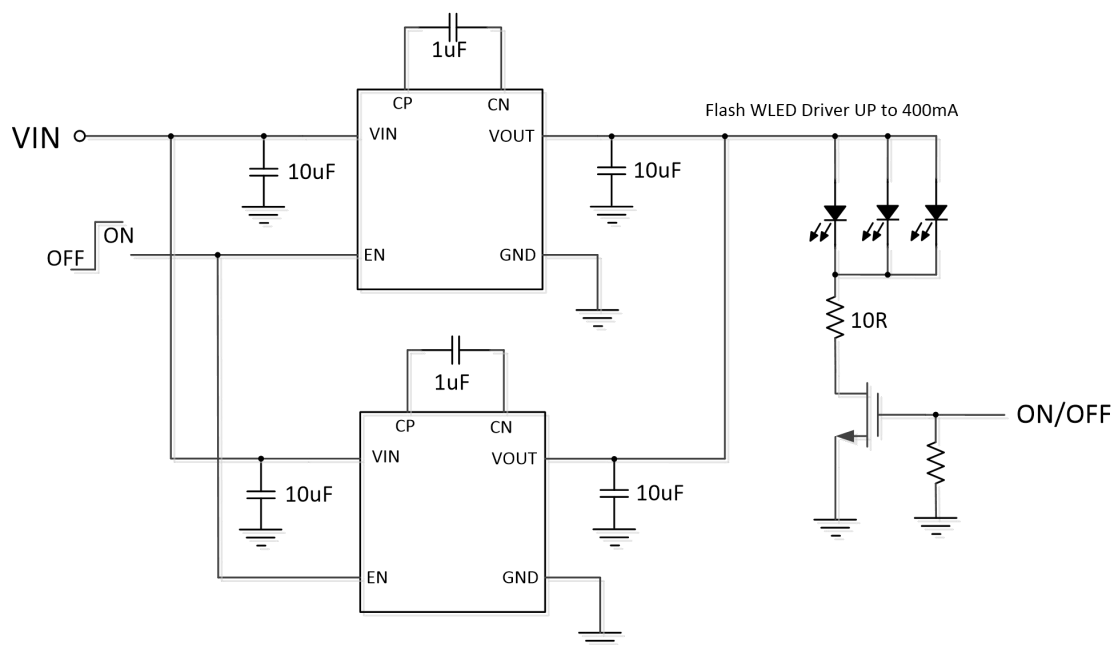 1uF
CP
CN
Flash WLED Driver UP to 400mA
VIN
VIN
VOUT
10uF
10uF
ON
OFF
EN
GND
10R
1uF
CP
CN
ON/OFF
VIN
VOUT
10uF
10uF
EN
GND